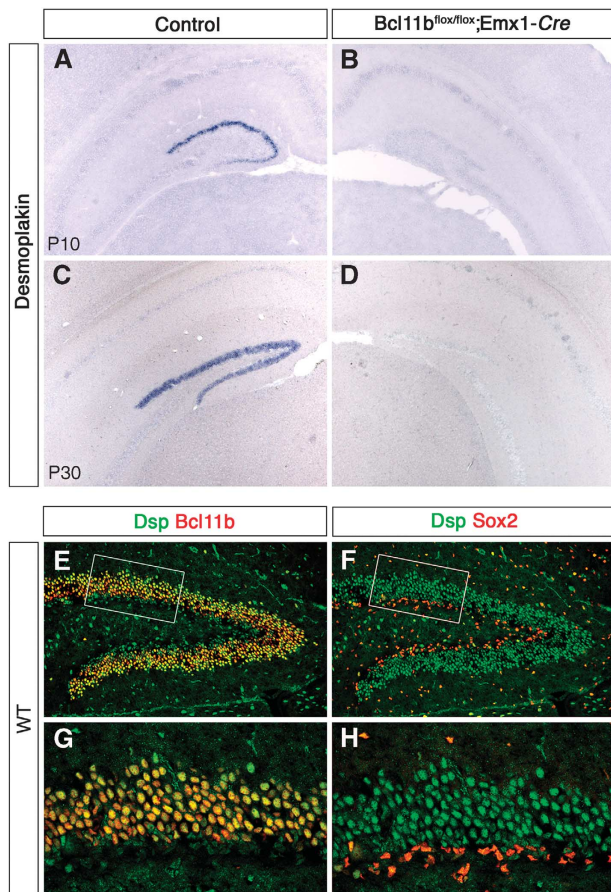 Control
Bcl11bflox/flox;Emx1-Cre
Desmoplakin
A
B
P10
C
D
P30
Dsp Bcl11b
Dsp Sox2
WT
E
F
G
H